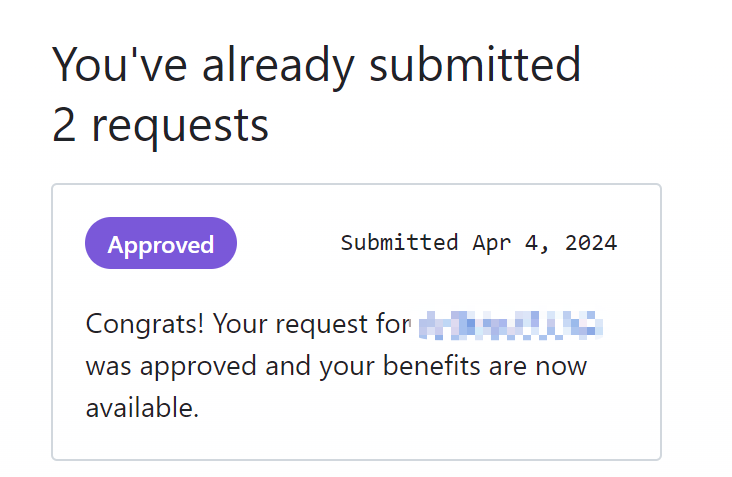 You've already submitted
2 requests
Approved
Submitted Apr 4, 2024
Congrats! Your request for
was approved and your benefits are now
available.